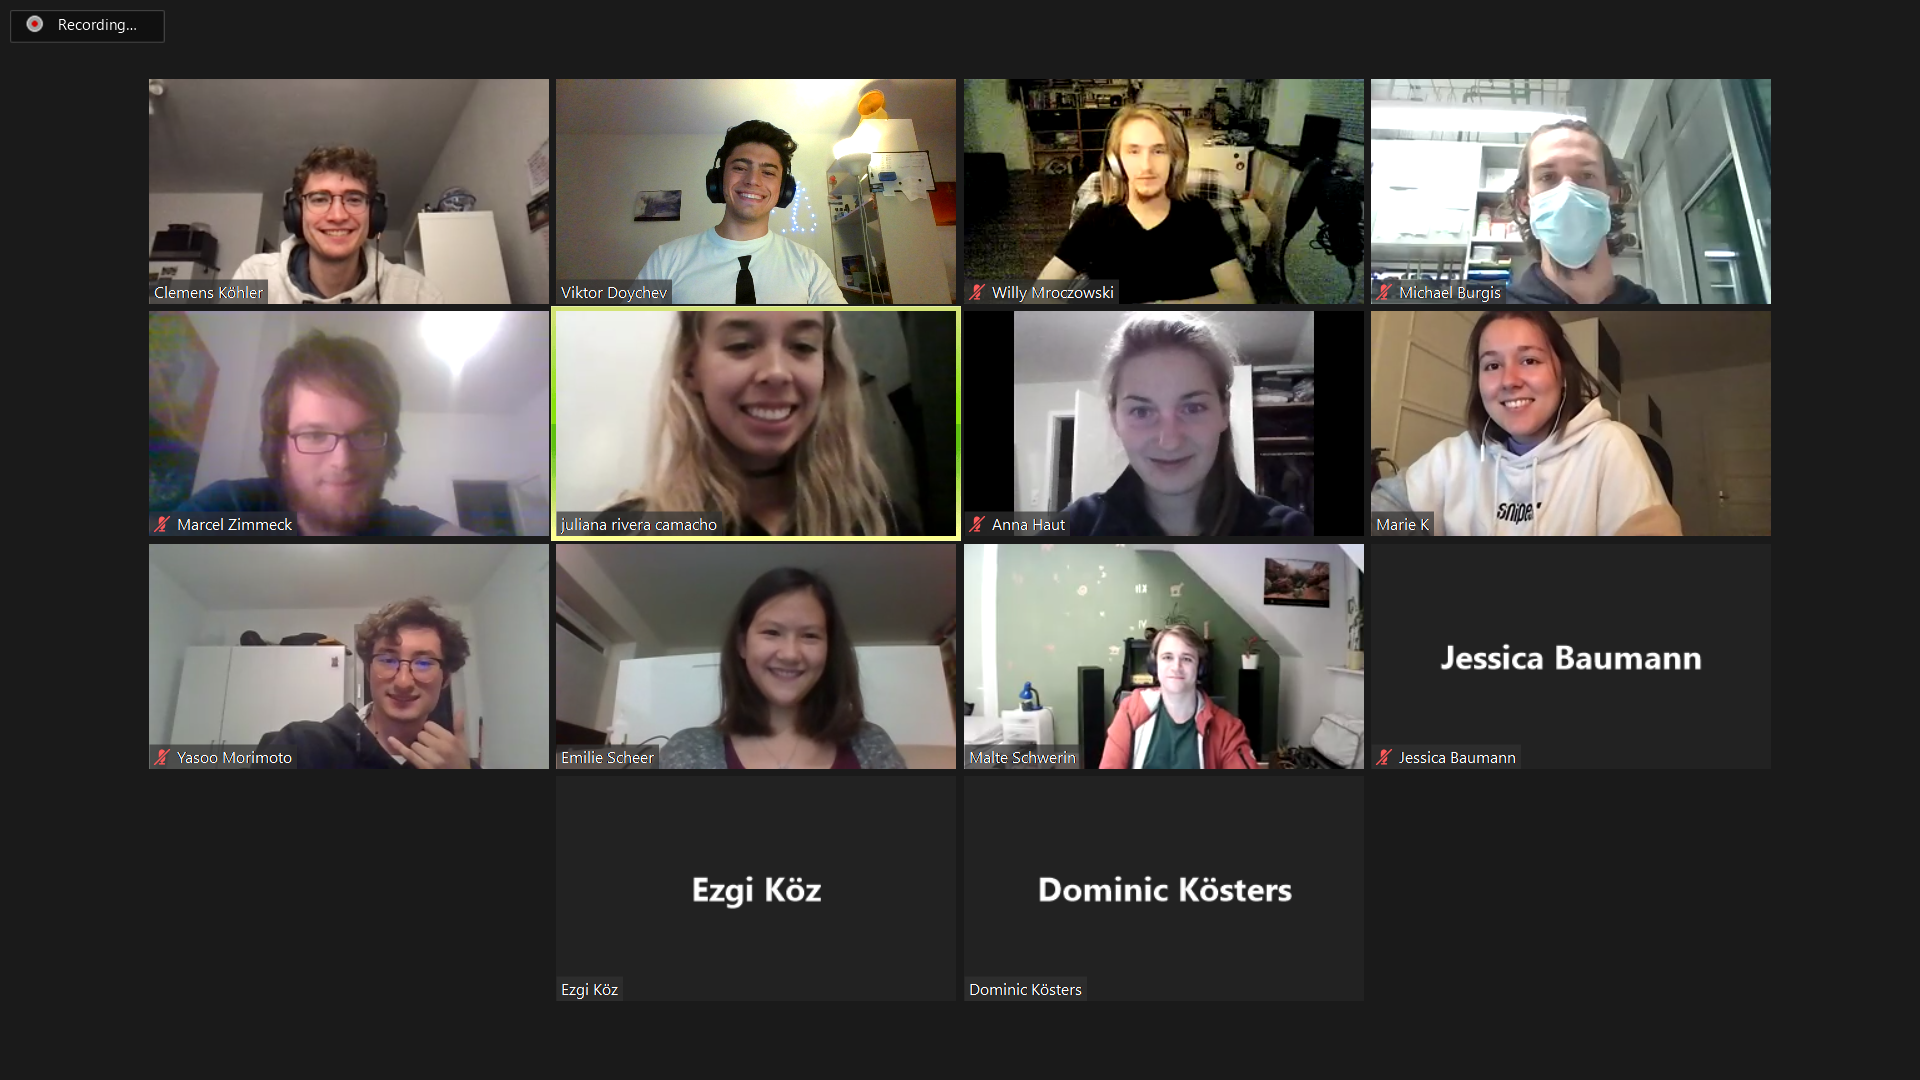 Recording...
Clemens Köhler
Viktor Doychev
Willy Mroczowski
Michael Burgis
Marcel Zimmeck
juliana rivera camacho
Anna Haut
Marie K
sniper
Yasoo Morimoto
Emilie Scheer
Malte Schwerin
Jessica Baumann
Jessica Baumann
Ezgi Köz
Ezgi Köz
Dominic Kösters
Dominic Kösters